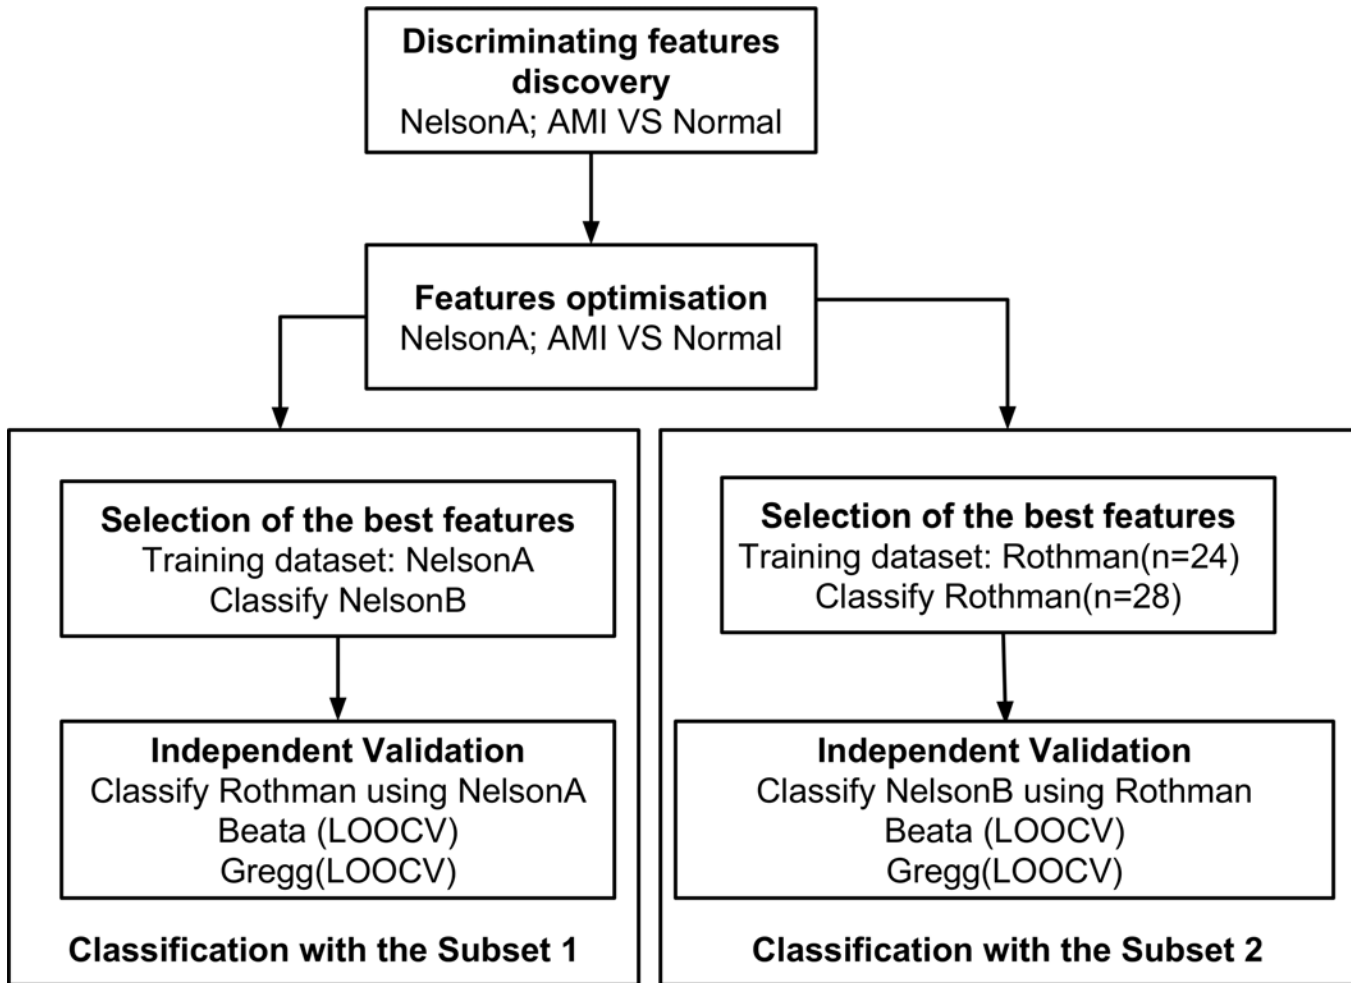 Discriminating features
discovery
NelsonA; AMI VS Normal
Features optimisation
NelsonA; AMI VS Normal
Selection of the best features
Training dataset: NelsonA
Classify NelsonB
Independent Validation
Classify Rothman using NelsonA
Beata (LOOCV)
Gregg(LOOCV)
Classification with the Subset 1
Selection of the best features
Training dataset: Rothman(n=24)
Classify Rothman(n=28)
Independent Validation
Classify NelsonB using Rothman
Beata (LOOCV)
Gregg(LOOCV)
Classification with the Subset 2